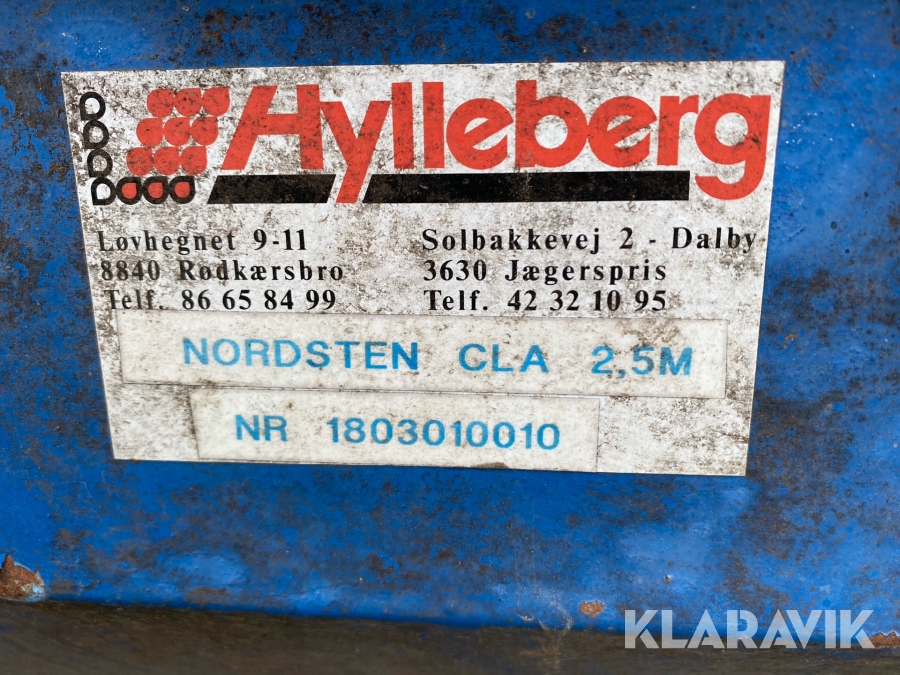 Hylleberg
Løvhegnet 9-11
8840 Rødkærsbro
Telf. 86 65 84 99
Solbakkevej 2 - Dalby
3630 Jægerspris
Telf. 42 32 10 95
NORDSTEN CLA 2,5M
NR 1803010010
KLARAVIK